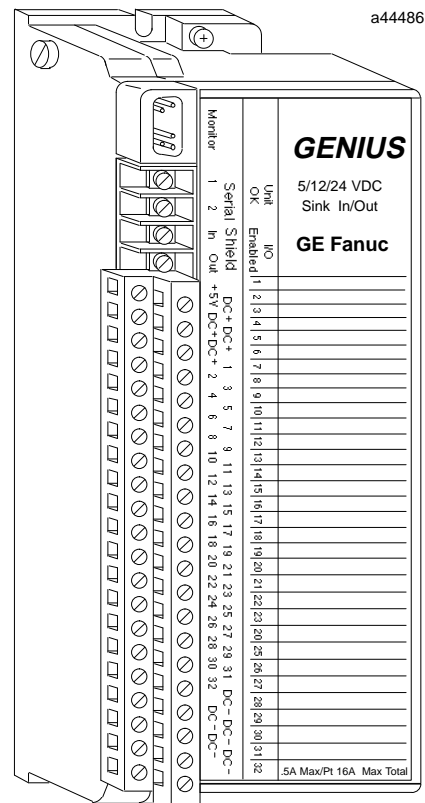 a44486
GENIUS
5/12/24 VDC
Sink In/Out
GE Fanuc
Unit I/O
OK Enabled
1
2
3
4
5
6
7
8
9
10
11
12
13
14
15
16
17
18
19
20
21
22
23
20
25
26
27
28
29
30
31
32
.5A Max/Pt 16A Max Total
Monitor
Serial Shield
1 2 In Out
DC+ DC+ 1 3 5 7 9 11 13 15 17 19 21 23 25 27 29 31 DC- DC- DC-
+5V DC+ DC+ 2 4 6 8 10 12 14 16 18 20 22 24 26 28 30 32 DC- DC-